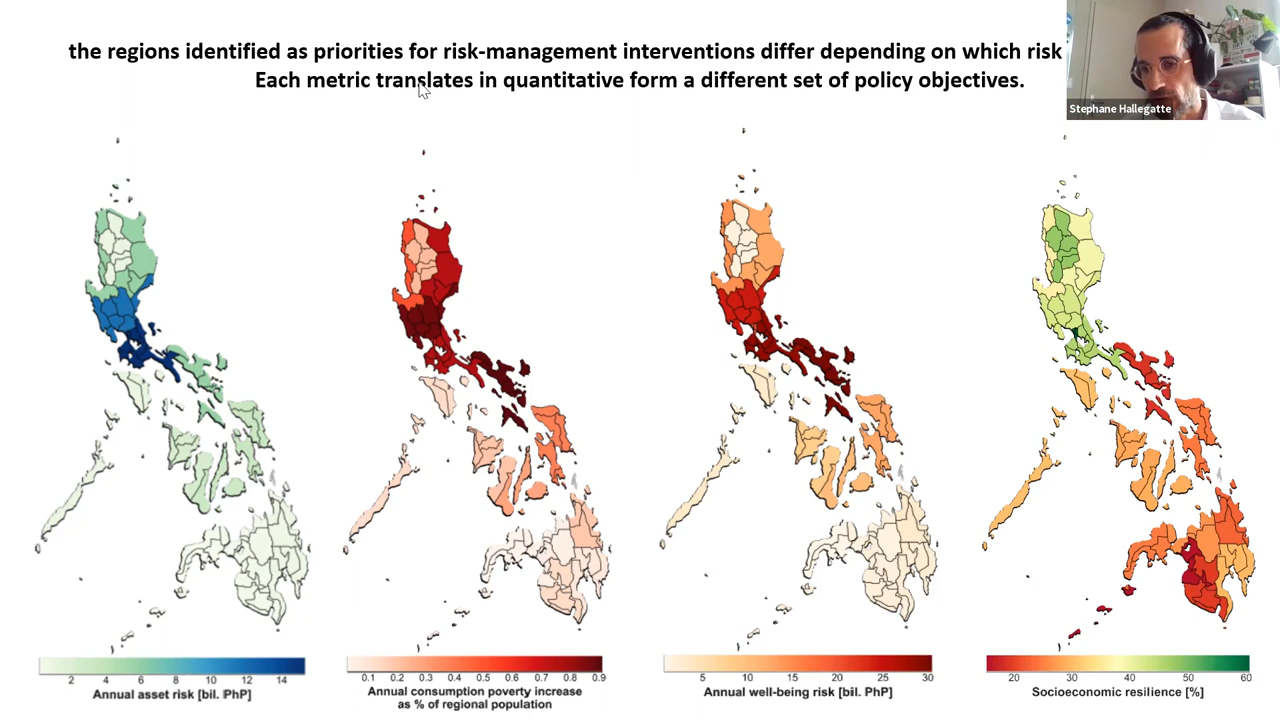 the regions identified as priorities for risk-management interventions differ depending on which risk
Each metric translates in quantitative form a different set of policy objectives.
Stephane Hallegatte
2 4 6 8 10 12 14
Annual asset risk [bil. PhP]
0.1 0.2 0.3 0.4 0.5 0.6 0.7 0.8 0.9
Annual consumption poverty increase
as % of regional population
5 10 15 20 25 30
Annual well-being risk [bil. PhP]
20 30 40 50 60
Socioeconomic resilience [%]